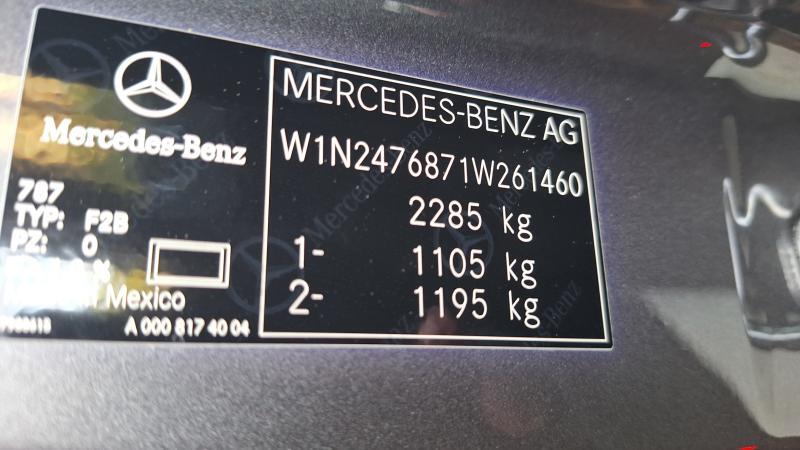 Mercedes-Benz
787
TYP: F2B
PZ: 0
%
Mexico
A 000 817 40 04
MERCEDES-BENZ AG
W1N2476871W261460
2285 kg
1- 1105 kg
2- 1195 kg